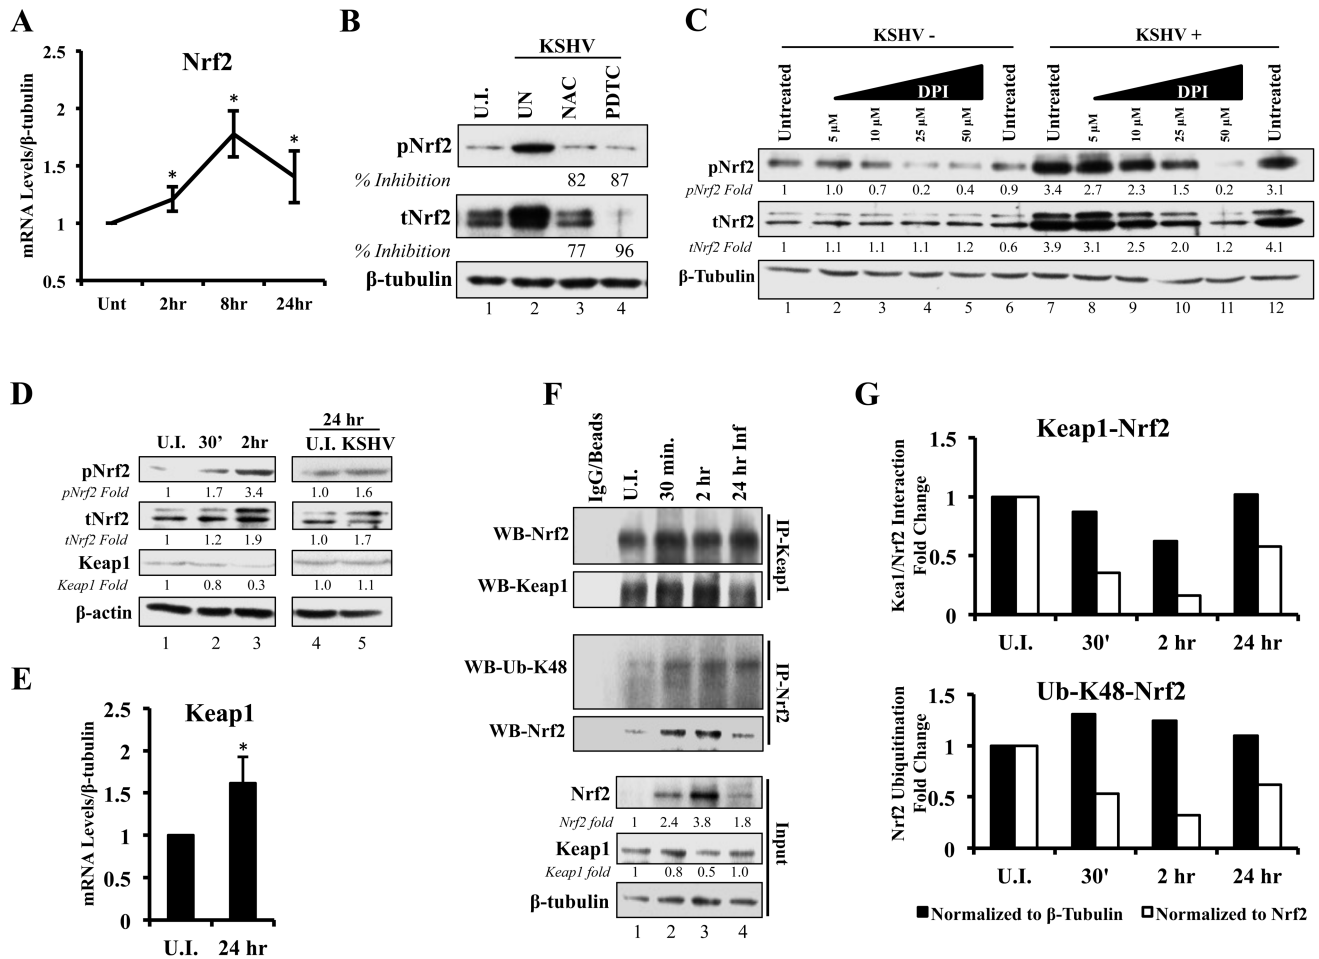 A
Nrf2
mRNA Levels/β-tubulin
2.5
2
1.5
1
0.5
Unt 2hr 8hr 24hr
* * *
B
KSHV
U.I. UN NAC PDTC
pNrf2
% Inhibition 82 87
tNrf2
% Inhibition 77 96
β-tubulin
1 2 3 4
C
KSHV - KSHV +
Untreated 5 µM 10 µM 25 µM 50 µM Untreated Untreated 5 µM 10 µM 25 µM 50 µM Untreated
DPI DPI
pNrf2
pNrf2 Fold 1 1.0 0.7 0.2 0.4 0.9 3.4 2.7 2.3 1.5 0.2 3.1
tNrf2
tNrf2 Fold 1 1.1 1.1 1.1 1.2 0.6 3.9 3.1 2.5 2.0 1.2 4.1
β-Tubulin
1 2 3 4 5 6 7 8 9 10 11 12
D
24 hr
U.I. 30’ 2hr U.I. KSHV
pNrf2
pNrf2 Fold 1 1.7 3.4 1.0 1.6
tNrf2
tNrf2 Fold 1 1.2 1.9 1.0 1.7
Keap1
Keap1 Fold 1 0.8 0.3 1.0 1.1
β-actin
1 2 3 4 5
E
Keap1
mRNA Levels/β-tubulin
2.5
2
1.5
1
0.5
0
*
U.I. 24 hr
F
IgG/Beads U.I. 30 min. 2 hr 24 hr Inf
WB-Nrf2
WB-Keap1
IP-Keap1
WB-Ub-K48
WB-Nrf2
IP-Nrf2
Nrf2
Nrf2 fold 1 2.4 3.8 1.8
Keap1
Keap1 fold 1 0.8 0.5 1.0
β-tubulin
Input
1 2 3 4
G
Keap1-Nrf2
Kea1/Nrf2 Interaction
Fold Change
1.5
1
0.5
0
U.I. 30' 2 hr 24 hr
Ub-K48-Nrf2
Nrf2 Ubiquitination
Fold Change
1.5
1
0.5
0
U.I. 30' 2 hr 24 hr
Normalized to β-Tubulin Normalized to Nrf2